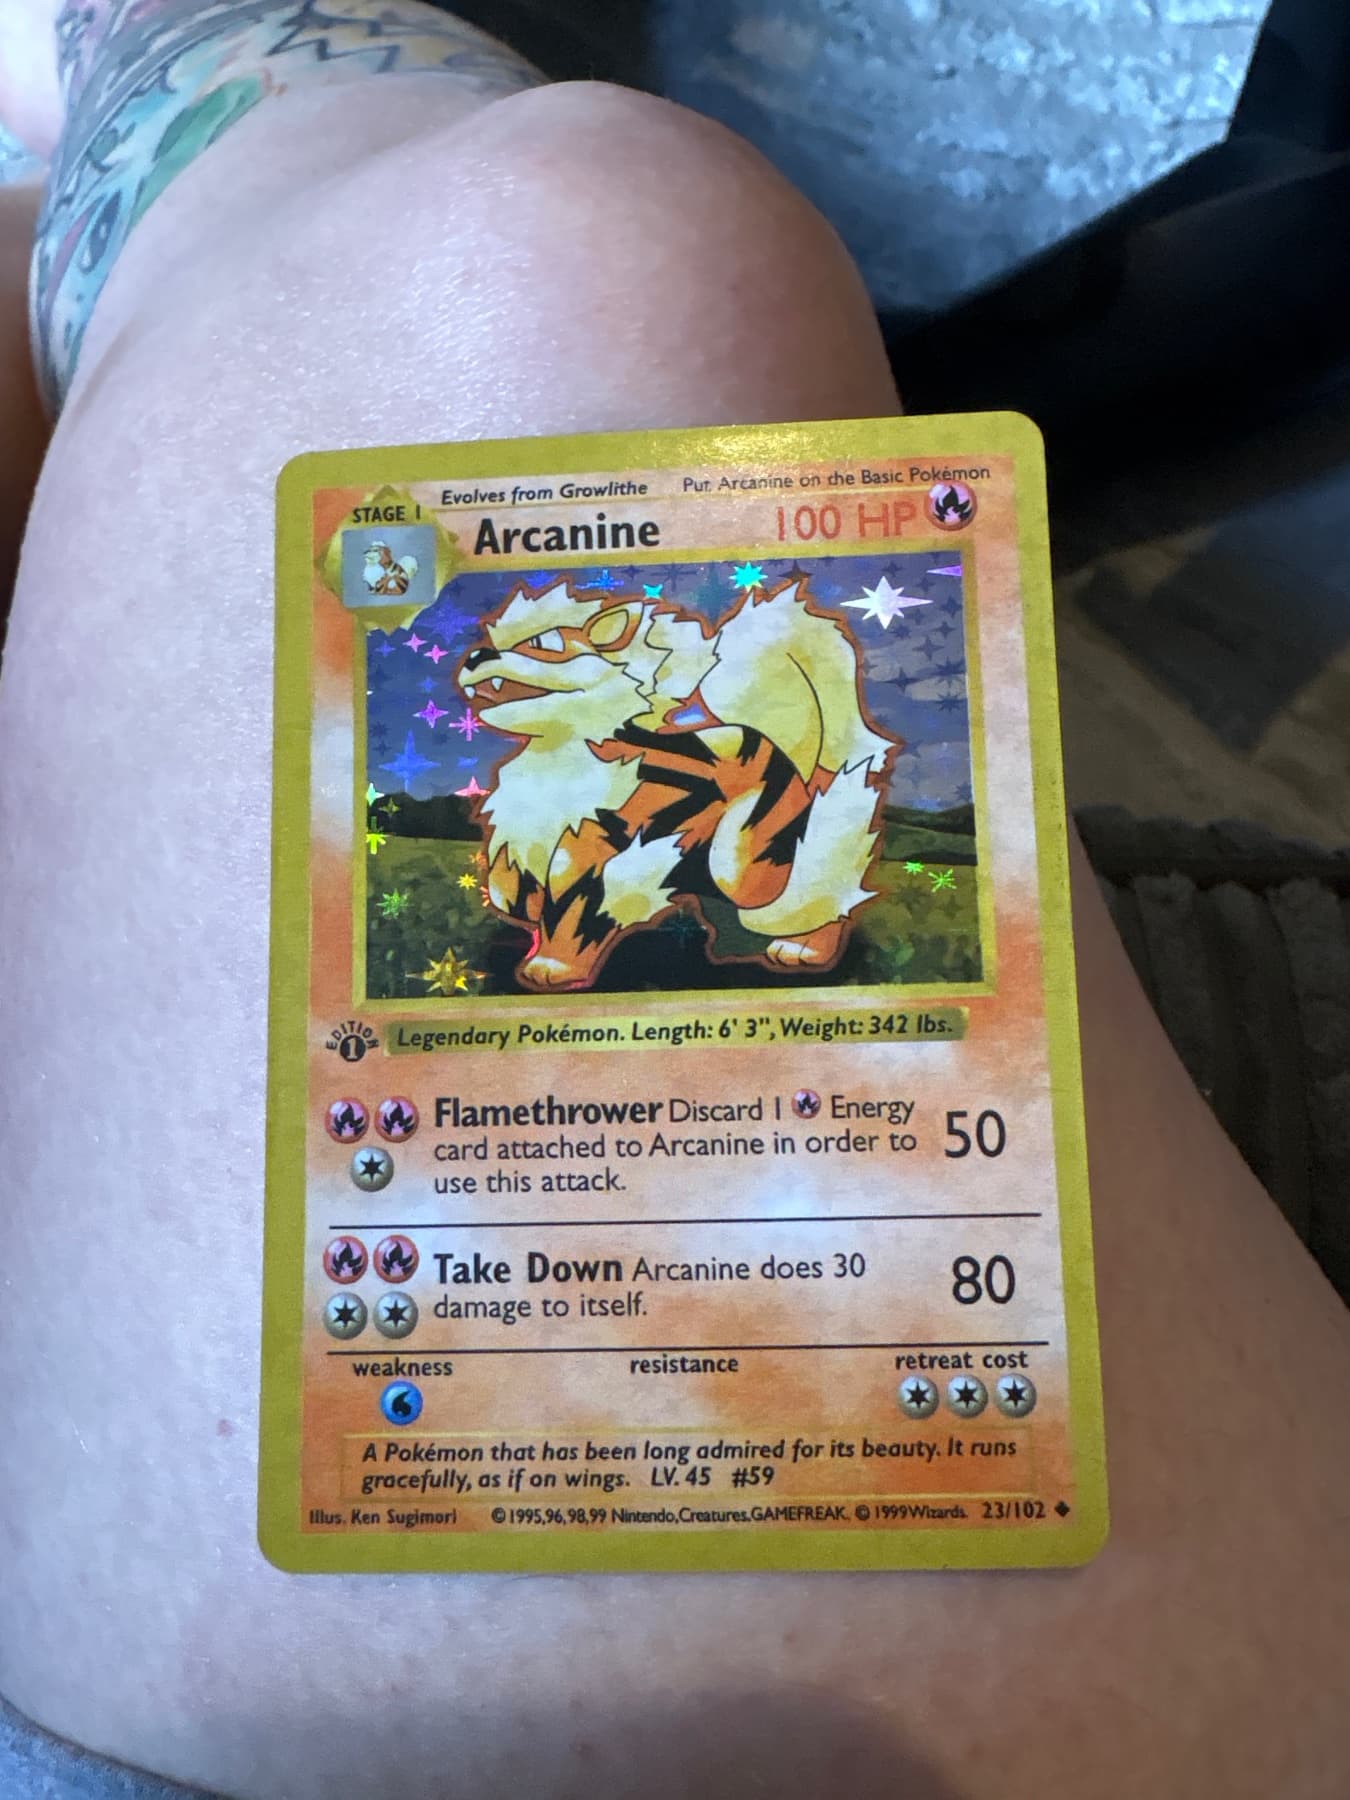 Evolves from Growlithe Put Arcanine on the Basic Pokémon
STAGE 1
Arcanine 100 HP
EDITION
1
Legendary Pokémon. Length: 6' 3", Weight: 342 lbs.
Flamethrower Discard 1 Energy
card attached to Arcanine in order to
use this attack.
50
Take Down Arcanine does 30
damage to itself.
80
weakness resistance retreat cost
A Pokémon that has been long admired for its beauty. It runs
gracefully, as if on wings. LV. 45 #59
Illus. Ken Sugimori ©1995,96,98,99 Nintendo,Creatures,GAMEFREAK. ©1999Wizards. 23/102